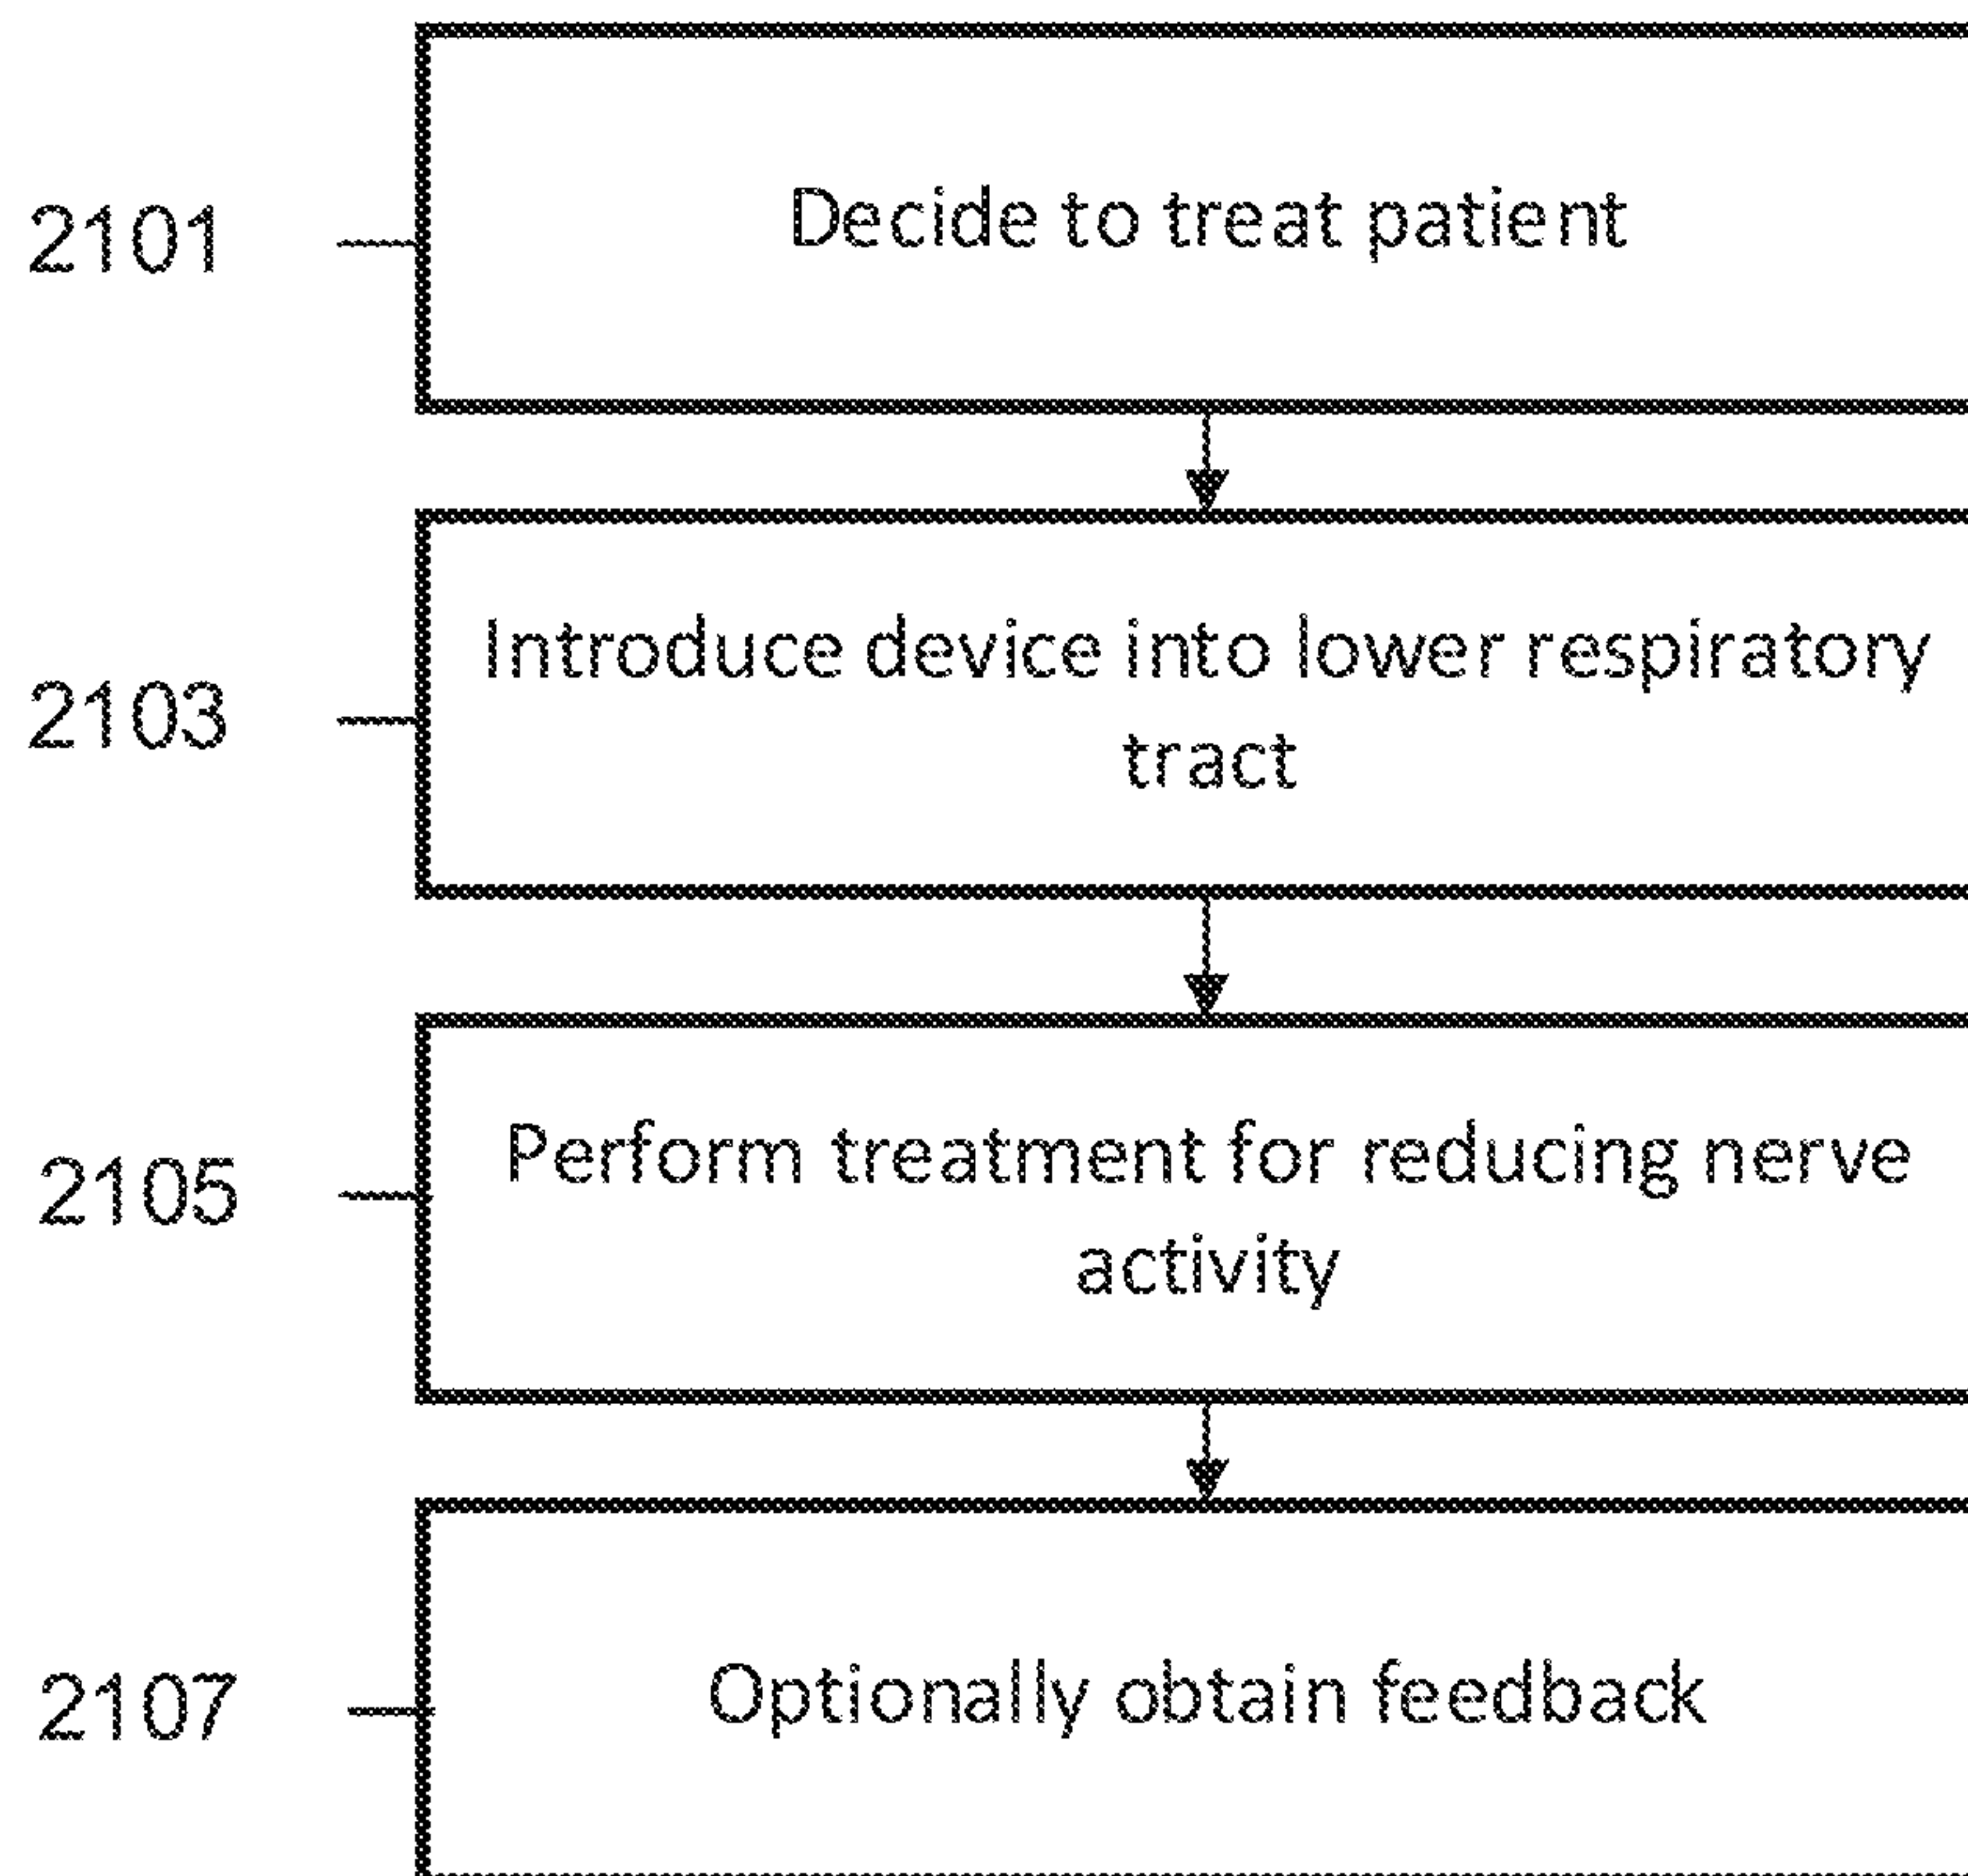 2101
Decide to treat patient
2103
Introduce device into lower respiratory
tract
2105
Perform treatment for reducing nerve
activity
2107
Optionally obtain feedback